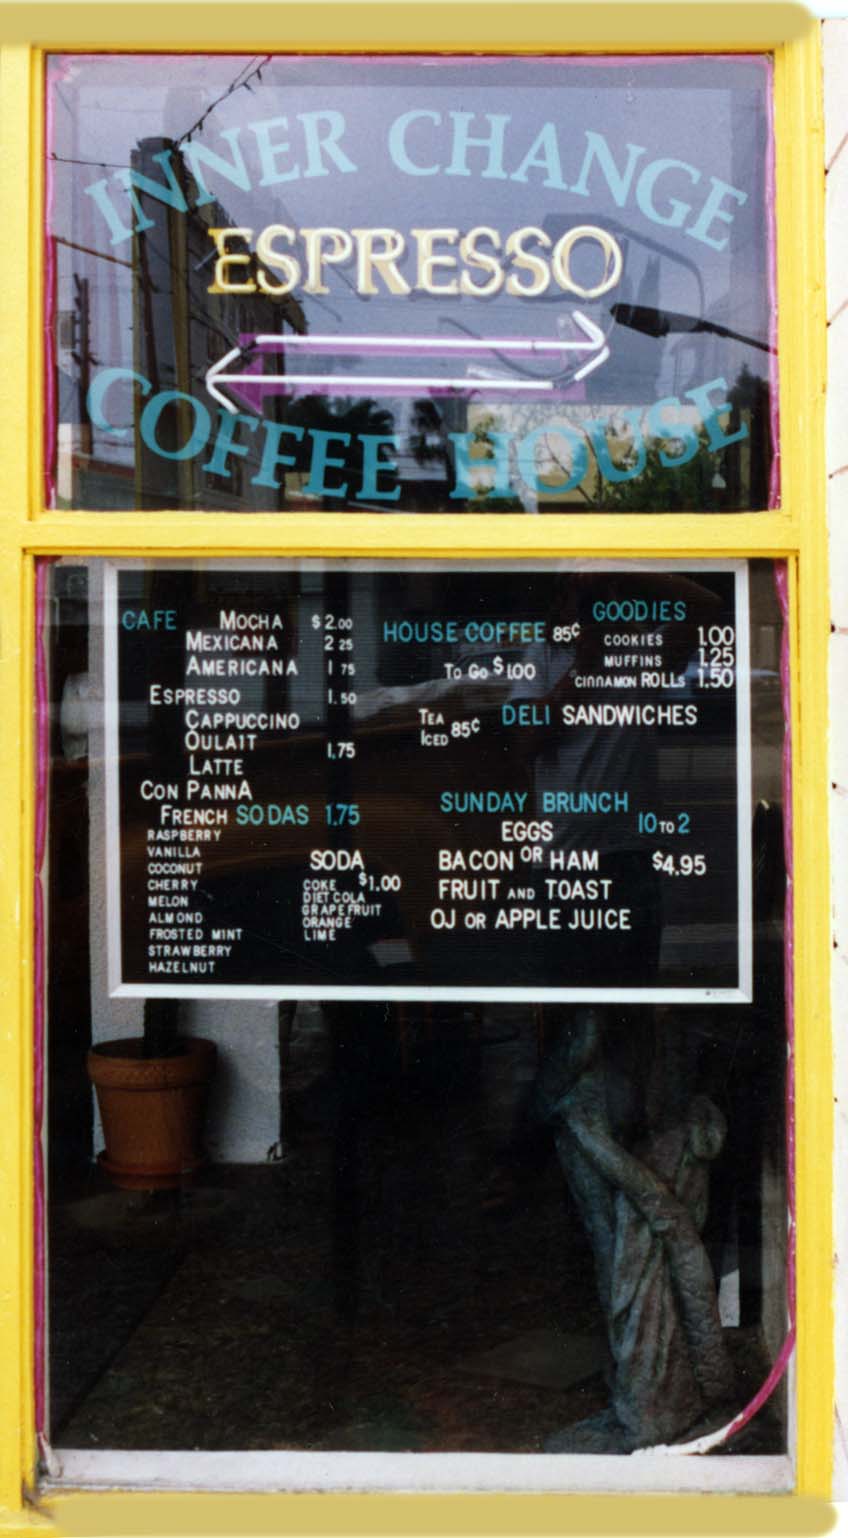 INNER CHANGE
ESPRESSO
COFFEE HOUSE
CAFE MOCHA $2.00
MEXICANA 2 25
AMERICANA 1 75
ESPRESSO 1.50
CAPPUCCINO
OULAIT 1.75
LATTE
CON PANNA
FRENCH SODAS 1.75
RASPBERRY
VANILLA
COCONUT
CHERRY
MELON
ALMOND
FROSTED MINT
STRAWBERRY
HAZELNUT
SODA
COKE $1.00
DIET COLA
GRAPEFRUIT
ORANGE
LIME
HOUSE COFFEE 85¢
TO GO $1.00
TEA
ICED 85¢
GOODIES
COOKIES 1.00
MUFFINS 1.25
CINNAMON ROLLS 1.50
DELI SANDWICHES
SUNDAY BRUNCH
10 TO 2
EGGS
BACON OR HAM $4.95
FRUIT AND TOAST
OJ OR APPLE JUICE